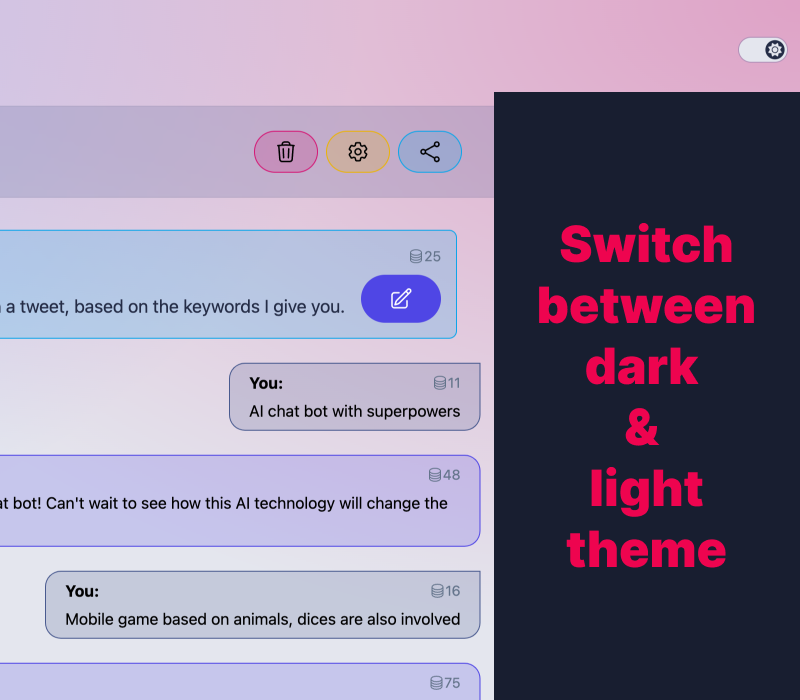 25
a tweet, based on the keywords I give you.
You:
11
AI chat bot with superpowers
48
at bot! Can't wait to see how this AI technology will change the
You:
16
Mobile game based on animals, dices are also involved
75
Switch
between
dark
&
light
theme